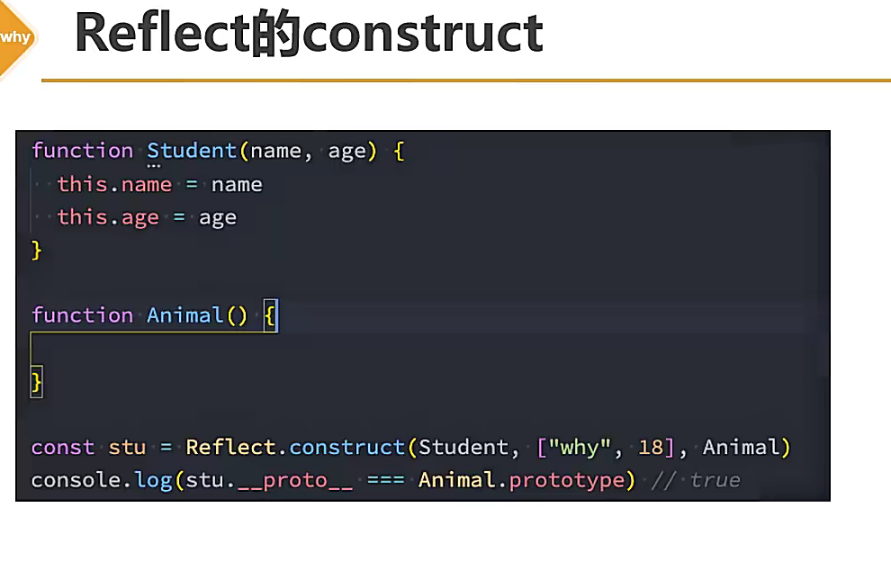 why
Reflect的construct
function Student(name, age) {
this.name = name
this.age = age
}
function Animal() {
}
const stu = Reflect.construct(Student, ["why", 18], Animal)
console.log(stu.__proto__ === Animal.prototype) // true